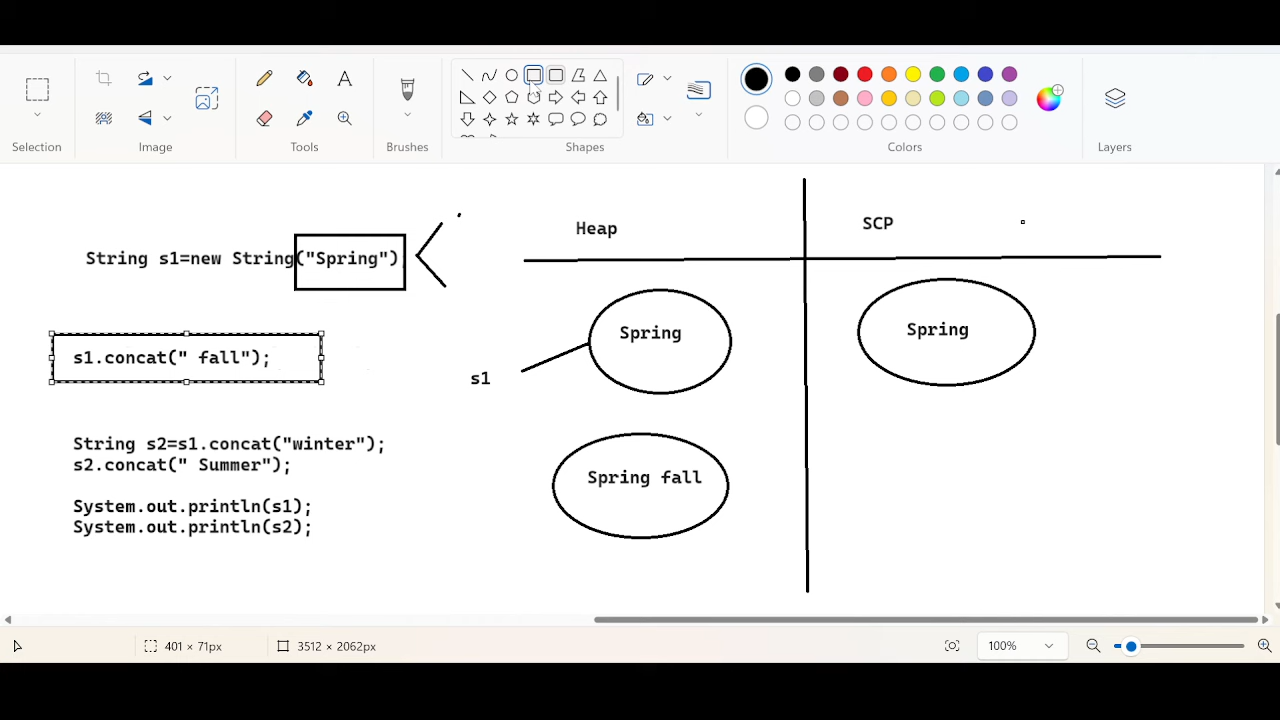 Selection
Image
Tools
Brushes
Shapes
Colors
Layers
String s1=new String("Spring")
s1.concat(" fall");
String s2=s1.concat("winter");
s2.concat(" Summer");
System.out.println(s1);
System.out.println(s2);
Heap
SCP
Spring
Spring
s1
Spring fall
401 × 71px
3512 × 2062px
100%